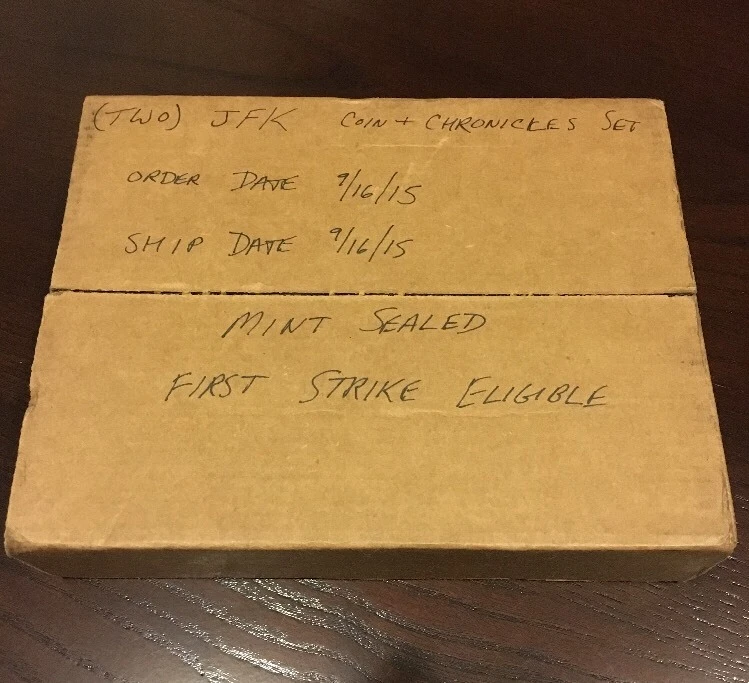 (TWO) JFK COIN + CHRONICLES SET
ORDER DATE 9/16/15
SHIP DATE 9/16/15
MINT SEALED
FIRST STRIKE ELIGIBLE